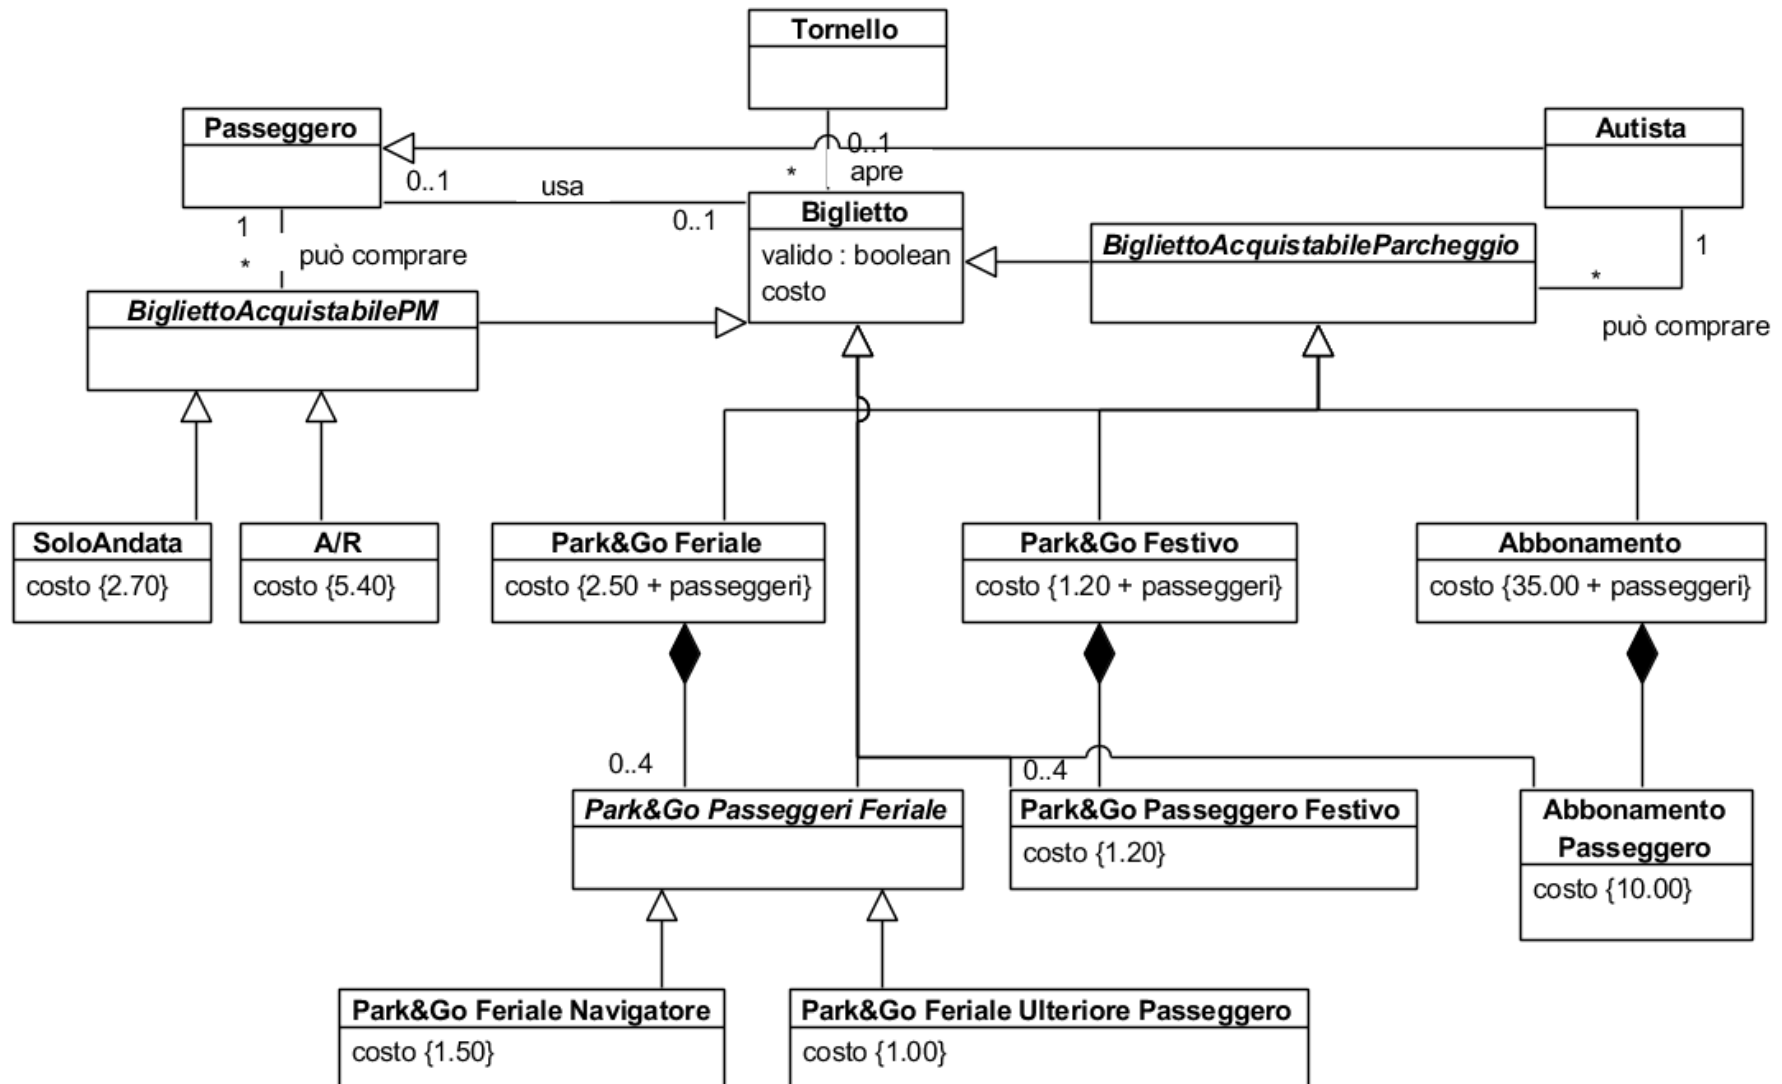 Tornello
Passeggero
Autista
0..1
0..1
usa
*
apre
0..1
1
*
può comprare
Biglietto
valido : boolean
costo
BigliettoAcquistabileParcheggio
1
*
può comprare
BigliettoAcquistabilePM
SoloAndata
costo {2.70}
A/R
costo {5.40}
Park&Go Feriale
costo {2.50 + passeggeri}
Park&Go Festivo
costo {1.20 + passeggeri}
Abbonamento
costo {35.00 + passeggeri}
0..4
0..4
Park&Go Passeggeri Feriale
Park&Go Passeggero Festivo
costo {1.20}
Abbonamento
Passeggero
costo {10.00}
Park&Go Feriale Navigatore
costo {1.50}
Park&Go Feriale Ulteriore Passeggero
costo {1.00}